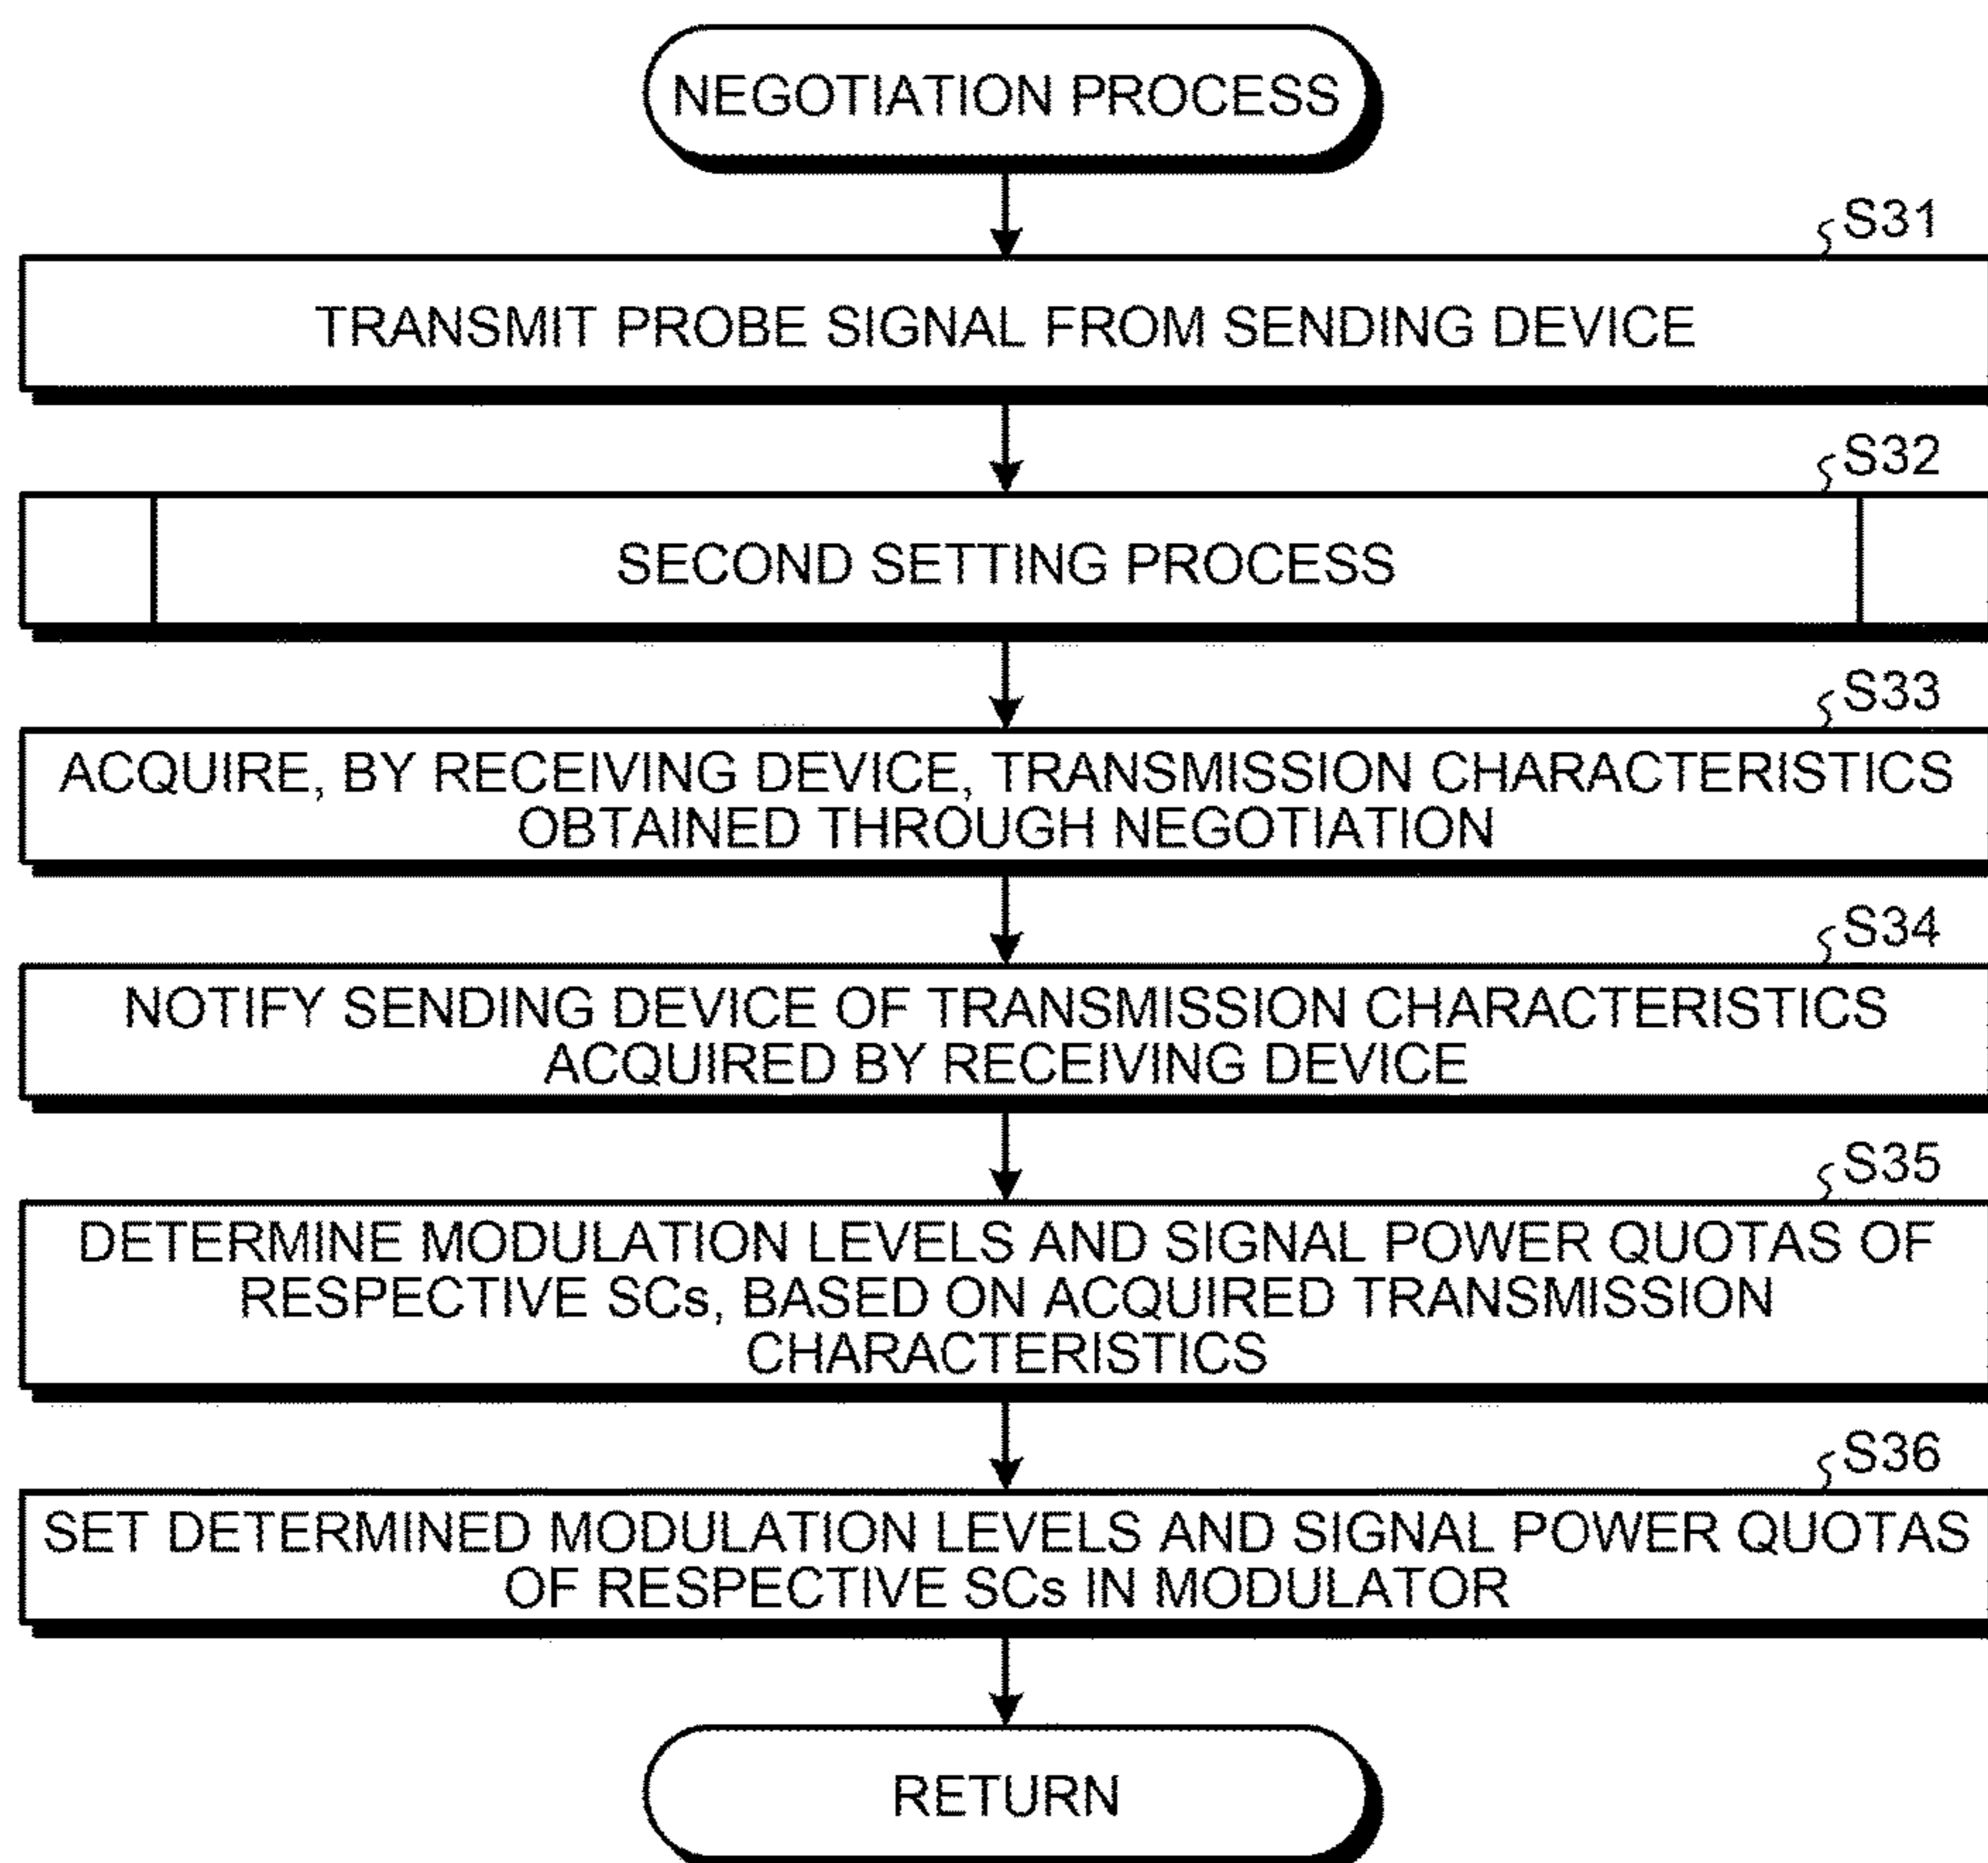 NEGOTIATION PROCESS
S31
TRANSMIT PROBE SIGNAL FROM SENDING DEVICE
S32
SECOND SETTING PROCESS
S33
ACQUIRE, BY RECEIVING DEVICE, TRANSMISSION CHARACTERISTICS
OBTAINED THROUGH NEGOTIATION
S34
NOTIFY SENDING DEVICE OF TRANSMISSION CHARACTERISTICS
ACQUIRED BY RECEIVING DEVICE
S35
DETERMINE MODULATION LEVELS AND SIGNAL POWER QUOTAS OF
RESPECTIVE SCs, BASED ON ACQUIRED TRANSMISSION
CHARACTERISTICS
S36
SET DETERMINED MODULATION LEVELS AND SIGNAL POWER QUOTAS
OF RESPECTIVE SCs IN MODULATOR
RETURN